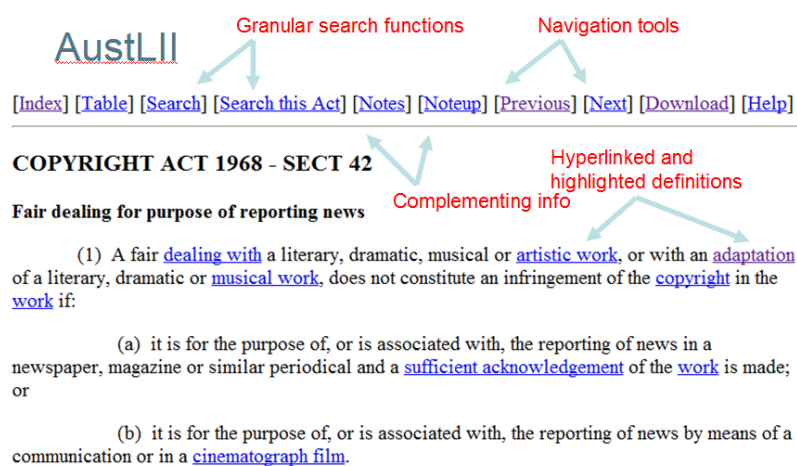 Granular search functions
Navigation tools
AustLII
[Index] [Table] [Search] [Search this Act] [Notes] [Noteup] [Previous] [Next] [Download] [Help]
COPYRIGHT ACT 1968 - SECT 42
Hyperlinked and
highlighted definitions
Complementing info
Fair dealing for purpose of reporting news
(1) A fair dealing with a literary, dramatic, musical or artistic work, or with an adaptation
of a literary, dramatic or musical work, does not constitute an infringement of the copyright in the
work if:
(a) it is for the purpose of, or is associated with, the reporting of news in a
newspaper, magazine or similar periodical and a sufficient acknowledgement of the work is made;
or
(b) it is for the purpose of, or is associated with, the reporting of news by means of a
communication or in a cinematograph film.